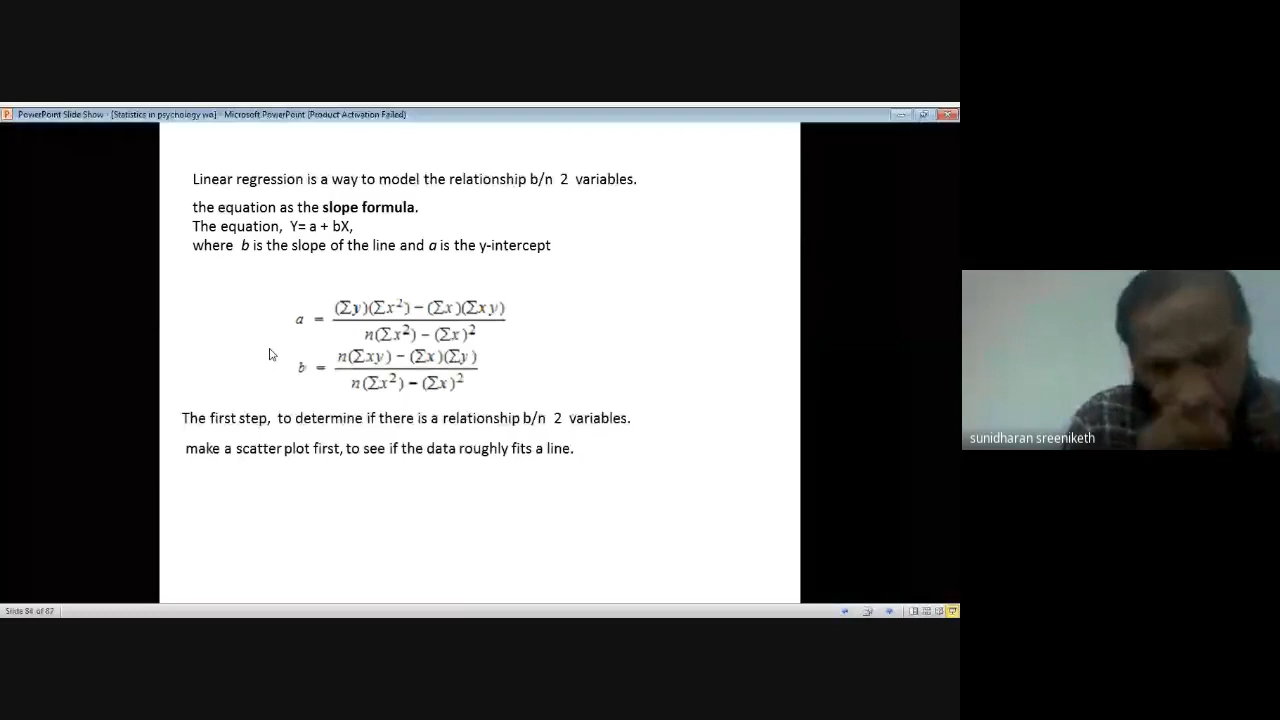 PowerPoint Slide Show - [Statistics in psychology wo] - Microsoft PowerPoint (Product Activation Failed)
Linear regression is a way to model the relationship b/n 2 variables.
the equation as the slope formula.
The equation, Y= a + bX,
where b is the slope of the line and a is the y-intercept
a = (Σy)(Σx²) − (Σx)(Σxy) / n(Σx²) − (Σx)²
b = n(Σxy) − (Σx)(Σy) / n(Σx²) − (Σx)²
The first step, to determine if there is a relationship b/n 2 variables.
make a scatter plot first, to see if the data roughly fits a line.
sunidharan sreeniketh
Slide 84 of 87